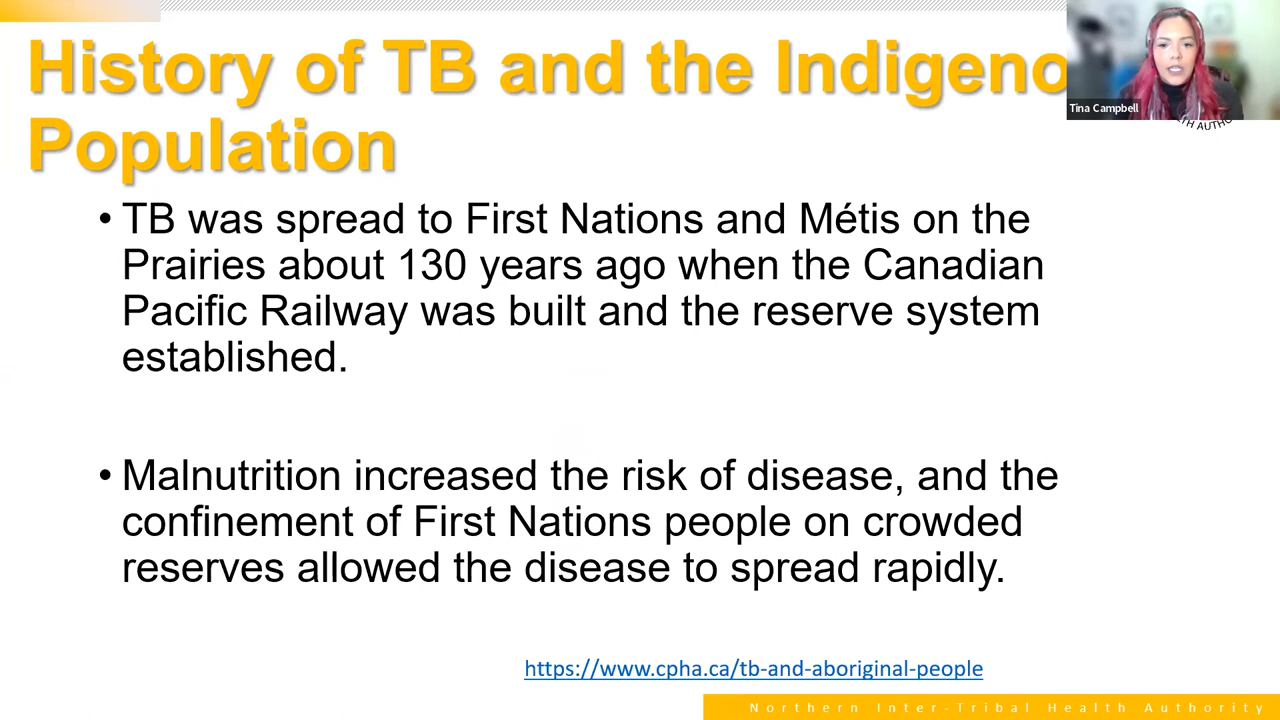 History of TB and the Indigeno
Population
Tina Campbell
LTH AUTHO
• TB was spread to First Nations and Métis on the
Prairies about 130 years ago when the Canadian
Pacific Railway was built and the reserve system
established.
• Malnutrition increased the risk of disease, and the
confinement of First Nations people on crowded
reserves allowed the disease to spread rapidly.
https://www.cpha.ca/tb-and-aboriginal-people
Northern Inter-Tribal Health Authority